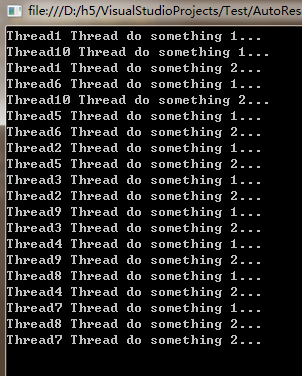 file:///D:/h5/VisualStudioProjects/Test/AutoRes
Thread1 Thread do something 1...
Thread10 Thread do something 1...
Thread1 Thread do something 2...
Thread6 Thread do something 1...
Thread10 Thread do something 2...
Thread5 Thread do something 1...
Thread6 Thread do something 2...
Thread2 Thread do something 1...
Thread5 Thread do something 2...
Thread3 Thread do something 1...
Thread2 Thread do something 2...
Thread9 Thread do something 1...
Thread3 Thread do something 2...
Thread4 Thread do something 1...
Thread9 Thread do something 2...
Thread8 Thread do something 1...
Thread4 Thread do something 2...
Thread7 Thread do something 1...
Thread8 Thread do something 2...
Thread7 Thread do something 2...